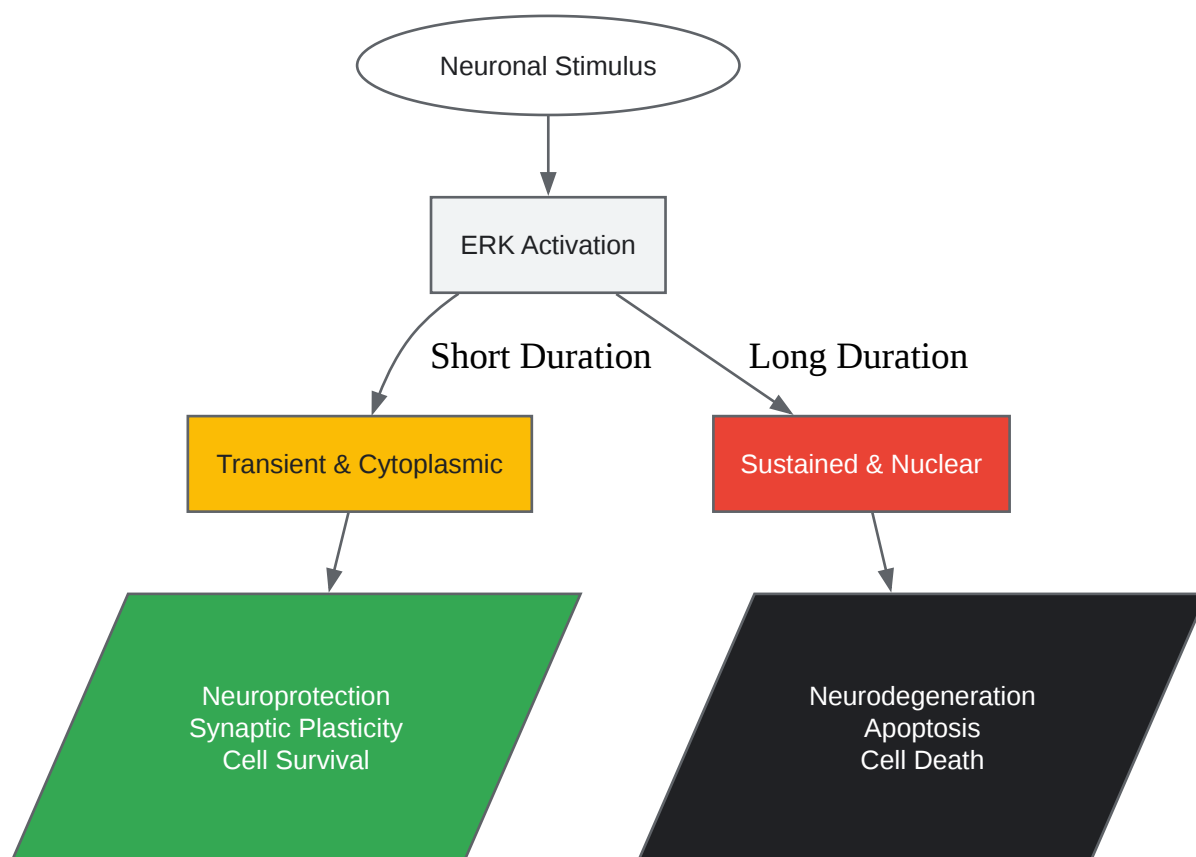 Neuronal Stimulus
ERK Activation
Short Duration
Long Duration
Transient & Cytoplasmic
Sustained & Nuclear
Neuroprotection
Synaptic Plasticity
Cell Survival
Neurodegeneration
Apoptosis
Cell Death